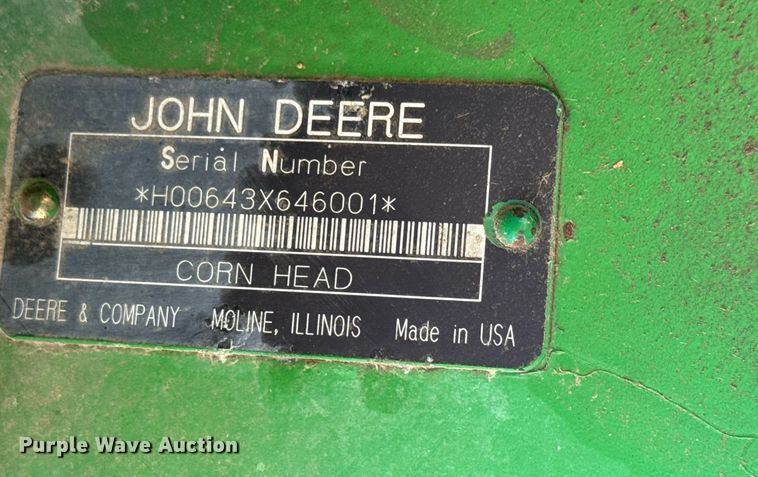 JOHN DEERE
Serial Number
*H00643X646001*
CORN HEAD
DEERE & COMPANY MOLINE, ILLINOIS Made in USA
Purple Wave Auction